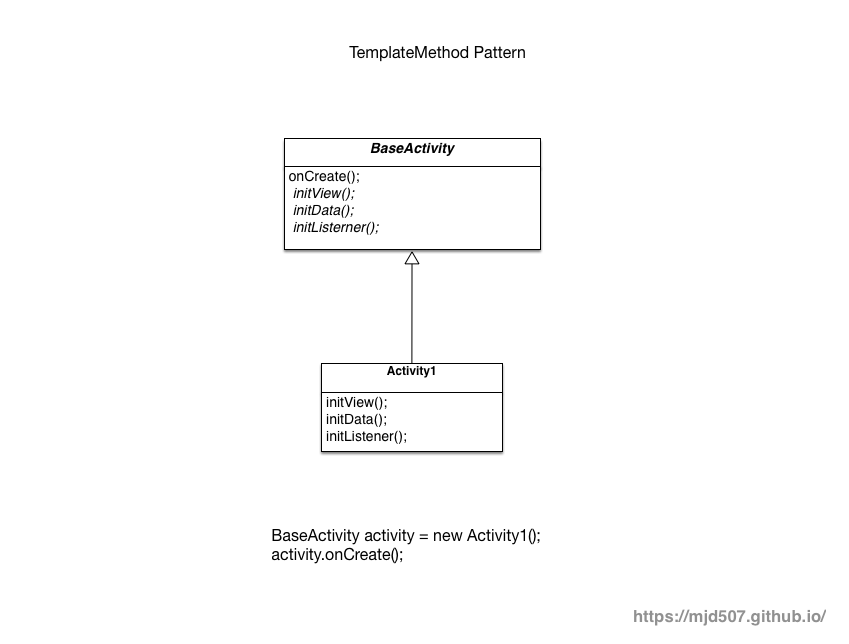 TemplateMethod Pattern
BaseActivity
onCreate();
initView();
initData();
initListerner();
Activity1
initView();
initData();
initListener();
BaseActivity activity = new Activity1();
activity.onCreate();
https://mjd507.github.io/